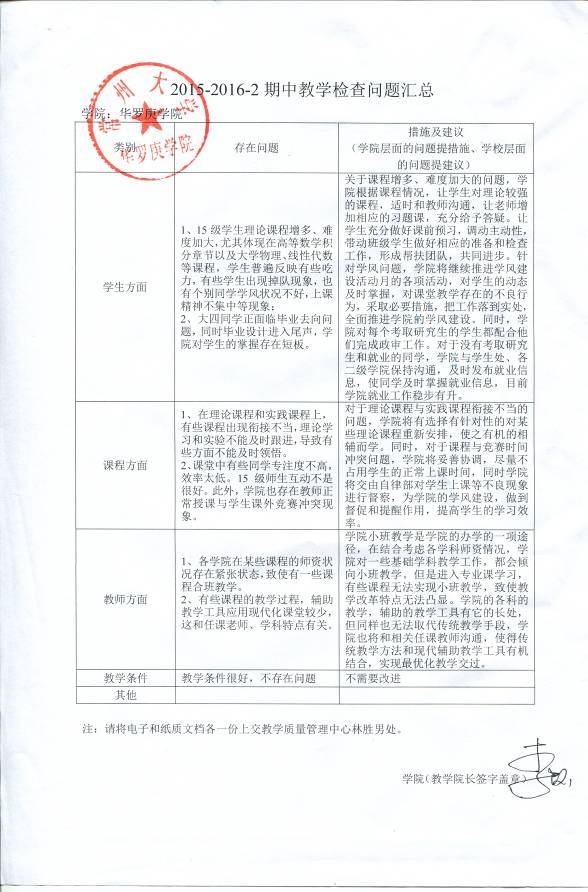 2015-2016-2 期中教学检查问题汇总
学院：华罗庚学院
常州大学
华罗庚学院
类别
存在问题
措施及建议
（学院层面的问题提措施、学校层面
的问题提建议）
学生方面
1、15 级学生理论课程增多、难
度加大,尤其体现在高等数学积
分章节以及大学物理、线性代数
等课程，学生普遍反映有些吃
力，有些学生出现掉队现象，也
有个别同学学风状况不好,上课
精神不集中等现象；
2、大四同学正面临毕业去向问
题，同时毕业设计进入尾声，学
院对学生的掌握存在短板。
关于课程增多、难度加大的问题，学
院根据课程情况，让学生对理论较强
的课程，适时和教师沟通，让老师增
加相应的习题课，充分给予答疑。让
学生充分做好课前预习，调动主动性，
带动班级学生做好相应的准备和检查
工作，形成帮扶团队，共同进步。针
对学风问题，学院将继续推进学风建
设活动月的各项活动，对学生的动态
及时掌握，对课堂教学存在的不良行
为，采取必要措施，把工作落到实处，
全面推进学院的学风建设。同时，学
院对每个考取研究生的学生都配合他
们完成政审工作。对于没有考取研究
生和就业的同学，学院与学生处、各
二级学院保持沟通，及时发布就业信
息，使同学及时掌握就业信息，目前
学院就业工作稳步有升。
课程方面
1、在理论课程和实践课程上，
有些课程出现衔接不当,理论学
习和实验不能及时跟进,导致有
些方面不能及时领悟。
2.课堂中有些同学专注度不高，
效率太低。15 级师生互动不是
很好。此外，学院也存在教师正
常授课与学生课外竞赛冲突现
象。
对于理论课程与实践课程衔接不当的
问题，学院将有选择有针对性的对某
些理论课程重新安排，使之有机的相
辅而学。同时，对于课程与竞赛时间
冲突问题，学院将妥善协调，尽量不
占用学生的正常上课时间，同时学院
将交由自律部对学生上课等不良现象
进行督察，为学院的学风建设，做到
督促和提醒作用，提高学生的学习效
率。
教师方面
1、各学院在某些课程的师资状
况存在紧张状态,致使有一些课
程合班教学。
2、有些课程的教学过程，辅助
教学工具应用现代化课堂较少，
这和任课老师、学科特点有关。
学院小班教学是学院的办学的一项途
径，在结合考虑各学科师资情况，学
院对一些基础学科教学工作，都会倾
向小班教学。但是进入专业课学习，
有些课程无法实现小班教学，致使教
学改革特点无法凸显。学院的各科的
教学，辅助的教学工具有它的长处，
但同样也无法取代传统教学手段，学
院也将和相关任课教师沟通，使得传
统教学方法和现代辅助教学工具有机
结合，实现最优化教学交过。
教学条件
教学条件很好，不存在问题
不需要改进
其他
注：请将电子和纸质文档各一份上交教学质量管理中心林胜男处。
学院（教学院长签字盖章）